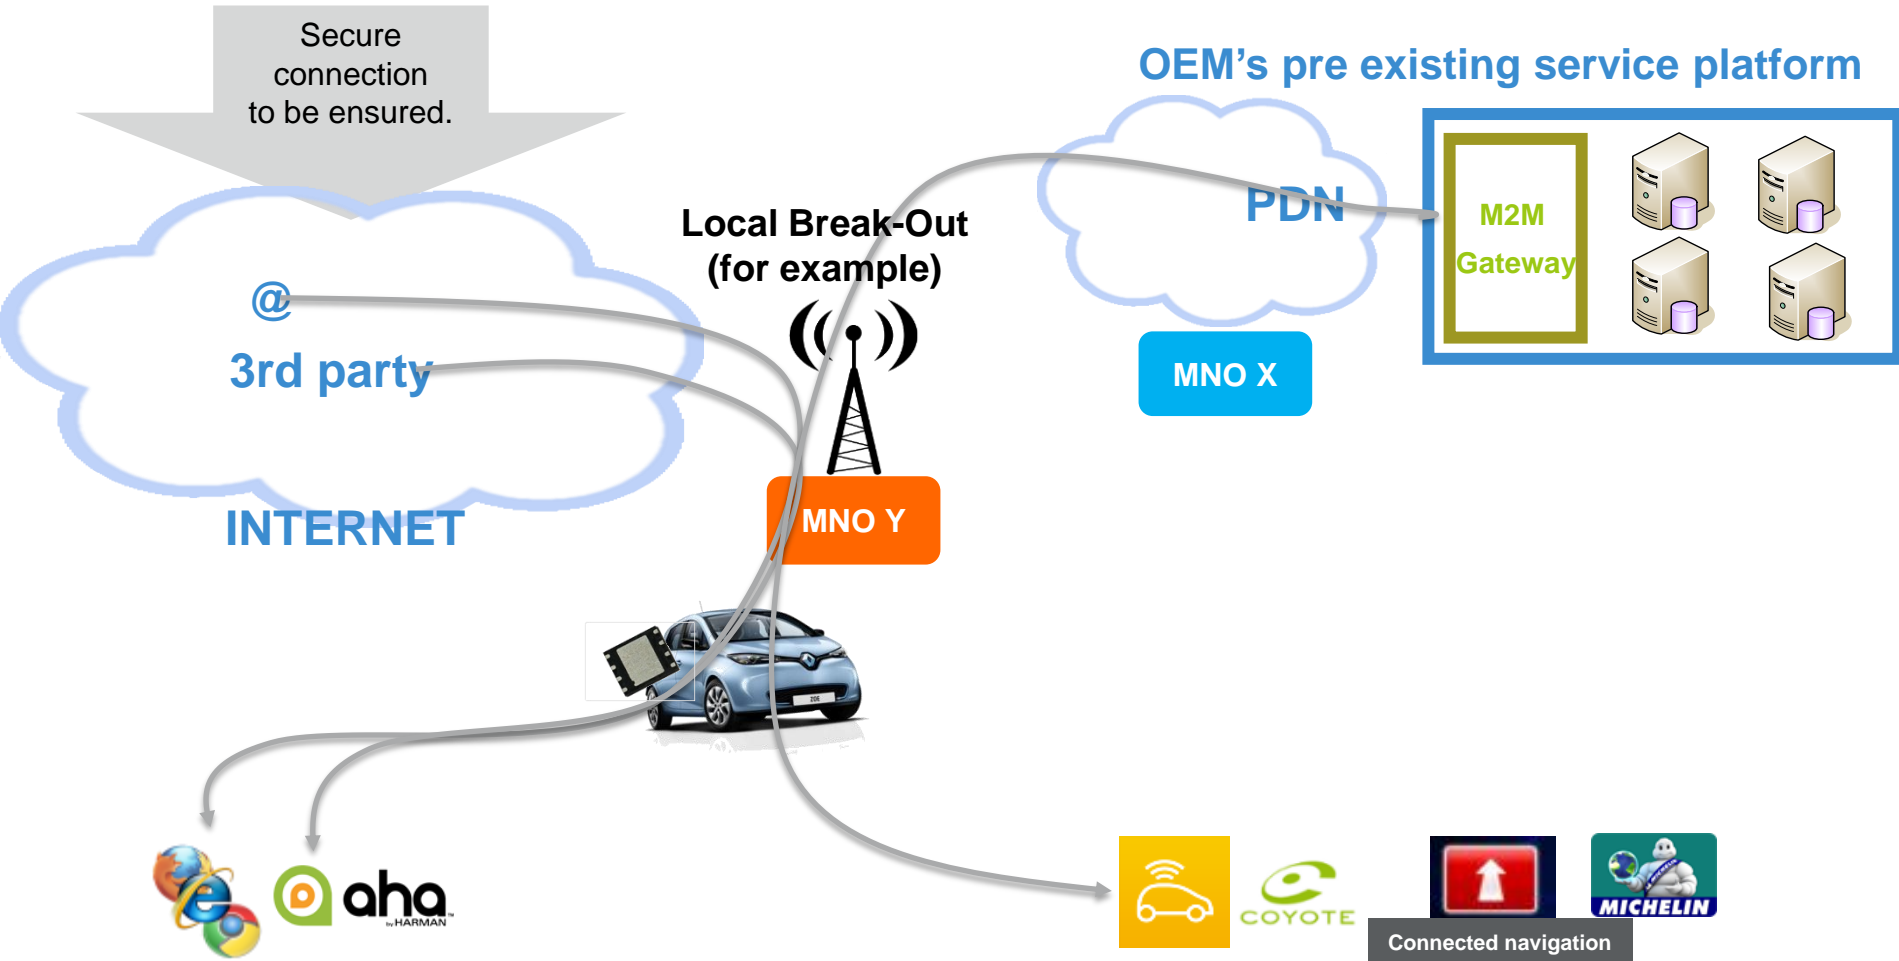 Secure
connection
to be ensured.
OEM's pre existing service platform
PDN
M2M
Gateway
Local Break-Out
(for example)
@
3rd party
MNO X
MNO Y
INTERNET
ZOE
aha
by HARMAN
COYOTE
MICHELIN
Connected navigation